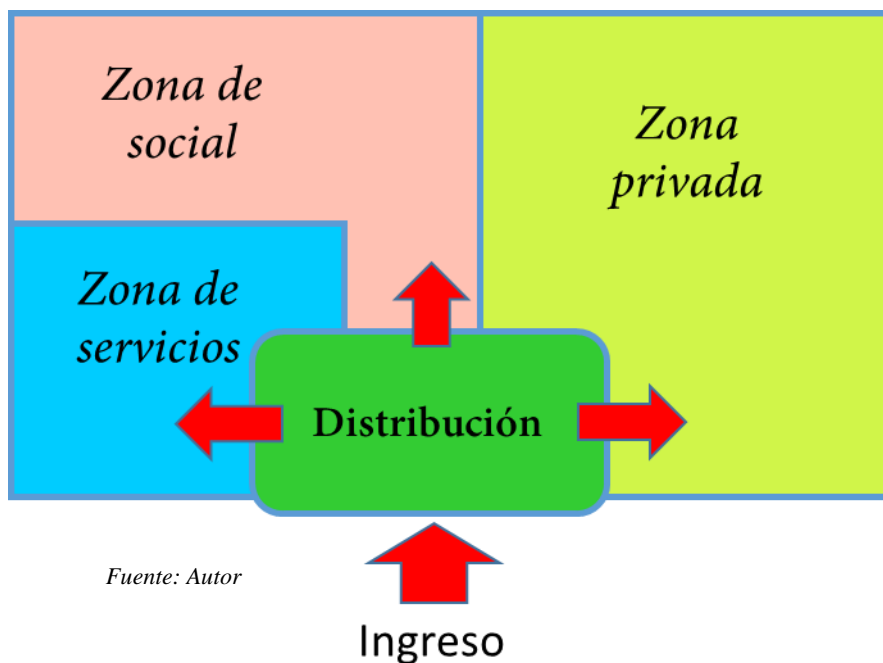 Zona de
social
Zona
privada
Zona de
servicios
Distribución
Fuente: Autor
Ingreso